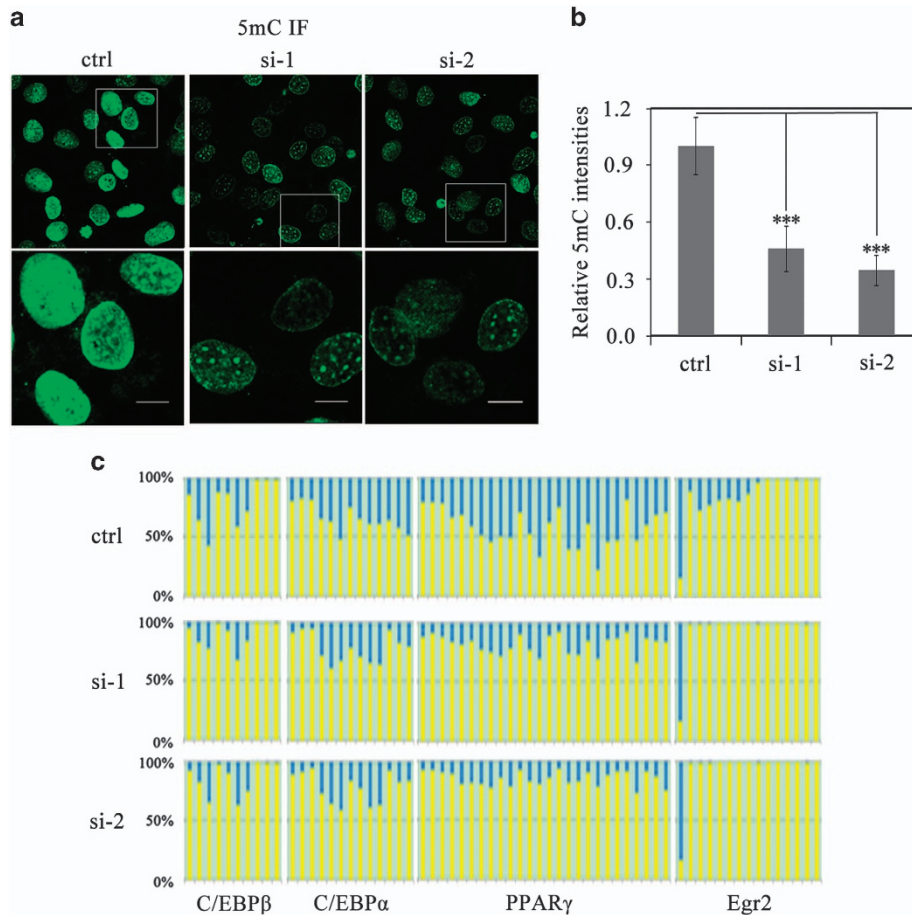 a
5mC IF
ctrl
si-1
si-2
b
Relative 5mC intensities
1.2
0.9
0.6
0.3
0.0
***
***
ctrl
si-1
si-2
c
ctrl
100%
50%
0%
si-1
100%
50%
0%
si-2
100%
50%
0%
C/EBPβ
C/EBPα
PPARγ
Egr2